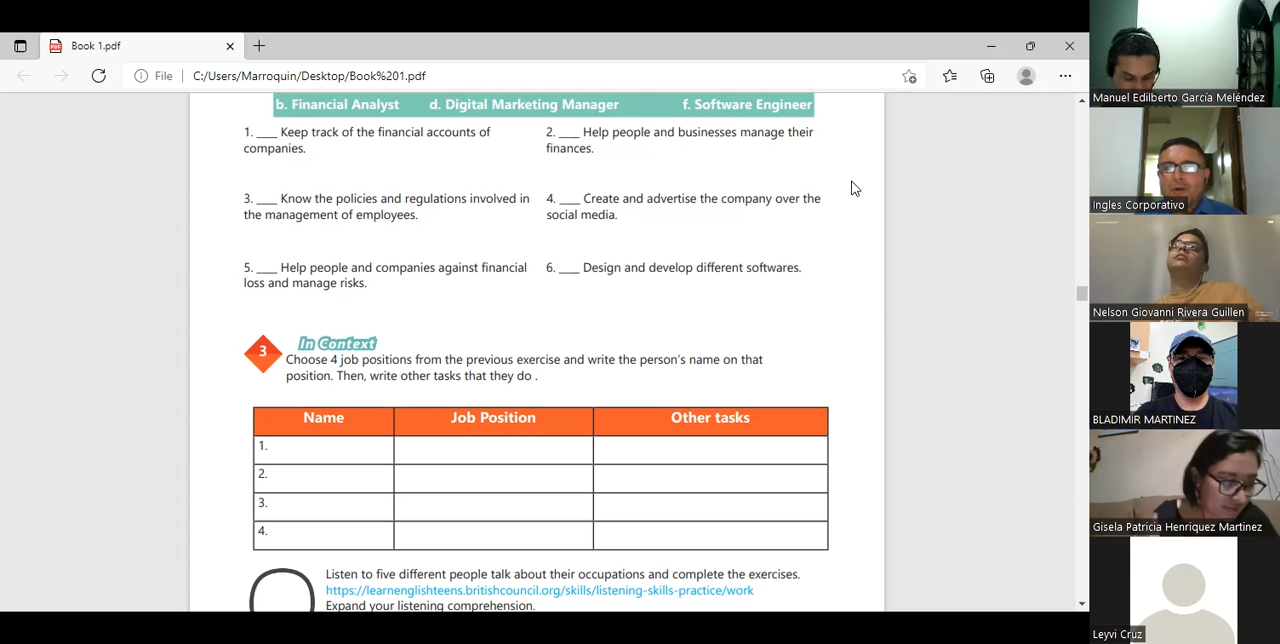 Book 1.pdf
File
C:/Users/Marroquin/Desktop/Book%201.pdf
b. Financial Analyst d. Digital Marketing Manager f. Software Engineer
1. ___ Keep track of the financial accounts of
companies.
2. ___ Help people and businesses manage their
finances.
3. ___ Know the policies and regulations involved in
the management of employees.
4. ___ Create and advertise the company over the
social media.
5. ___ Help people and companies against financial
loss and manage risks.
6. ___ Design and develop different softwares.
3
In Context
Choose 4 job positions from the previous exercise and write the person's name on that
position. Then, write other tasks that they do .
Name Job Position Other tasks
1.
2.
3.
4.
Listen to five different people talk about their occupations and complete the exercises.
https://learnenglishteens.britishcouncil.org/skills/listening-skills-practice/work
Expand your listening comprehension.
Manuel Edilberto García Meléndez
Ingles Corporativo
Nelson Giovanni Rivera Guillen
BLADIMIR MARTINEZ
Gisela Patricia Henriquez Martinez
Leyvi Cruz